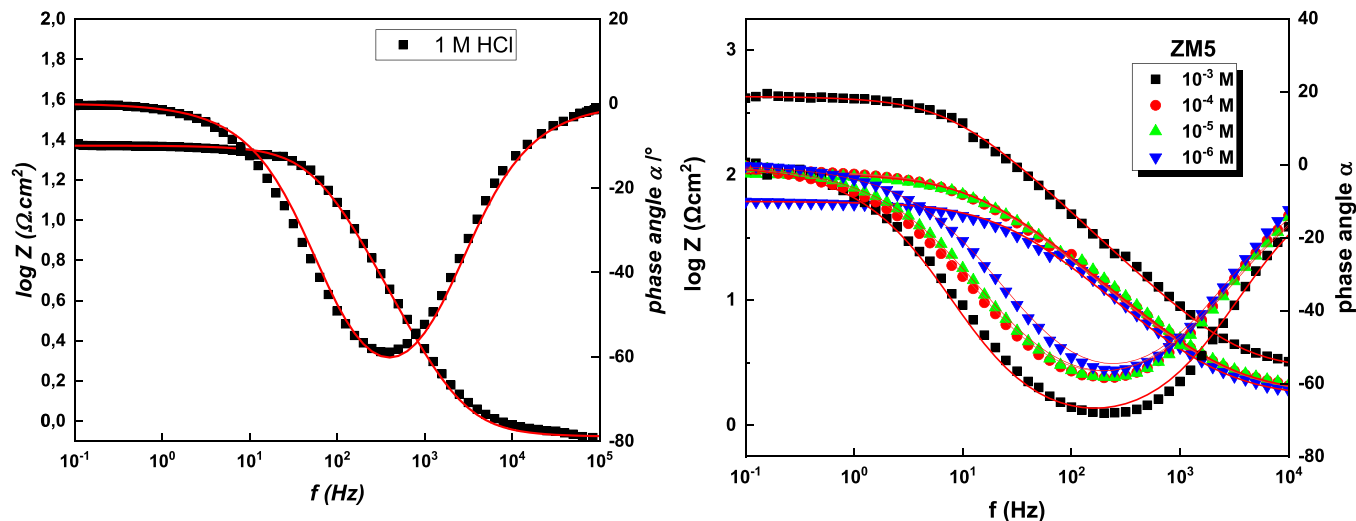 2,0
1,8
1,6
1,4
1,2
1,0
0,8
0,6
0,4
0,2
0,0
log Z (Ω.cm²)
20
0
-20
-40
-60
-80
phase angle α /°
1 M HCl
10⁻¹ 10⁰ 10¹ 10² 10³ 10⁴ 10⁵
f (Hz)
3
2
1
0
log Z (Ωcm2)
40
20
0
-20
-40
-60
-80
phase angle α
ZM5
10⁻³ M
10⁻⁴ M
10⁻⁵ M
10⁻⁶ M
10⁻¹ 10⁰ 10¹ 10² 10³ 10⁴
f (Hz)